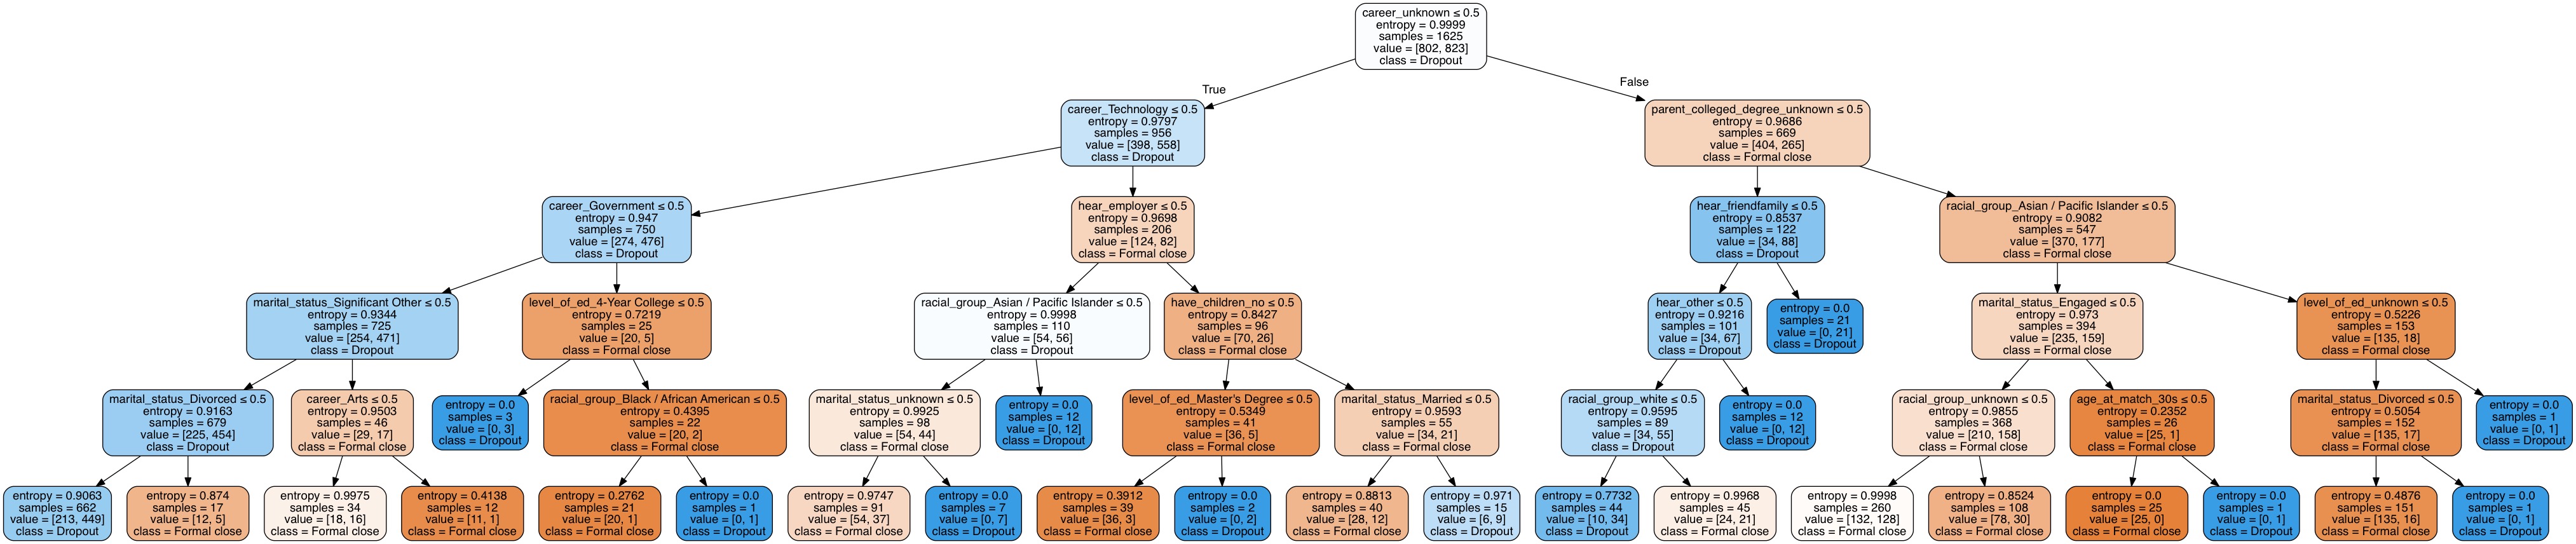 career_unknown ≤ 0.5
entropy = 0.9999
samples = 1625
value = [802, 823]
class = Dropout
True
False
career_Technology ≤ 0.5
entropy = 0.9797
samples = 956
value = [398, 558]
class = Dropout
parent_colleged_degree_unknown ≤ 0.5
entropy = 0.9686
samples = 669
value = [404, 265]
class = Formal close
career_Government ≤ 0.5
entropy = 0.947
samples = 750
value = [274, 476]
class = Dropout
hear_employer ≤ 0.5
entropy = 0.9698
samples = 206
value = [124, 82]
class = Formal close
hear_friendfamily ≤ 0.5
entropy = 0.8537
samples = 122
value = [34, 88]
class = Dropout
racial_group_Asian / Pacific Islander ≤ 0.5
entropy = 0.9082
samples = 547
value = [370, 177]
class = Formal close
marital_status_Significant Other ≤ 0.5
entropy = 0.9344
samples = 725
value = [254, 471]
class = Dropout
level_of_ed_4-Year College ≤ 0.5
entropy = 0.7219
samples = 25
value = [20, 5]
class = Formal close
racial_group_Asian / Pacific Islander ≤ 0.5
entropy = 0.9998
samples = 110
value = [54, 56]
class = Dropout
have_children_no ≤ 0.5
entropy = 0.8427
samples = 96
value = [70, 26]
class = Formal close
hear_other ≤ 0.5
entropy = 0.9216
samples = 101
value = [34, 67]
class = Dropout
entropy = 0.0
samples = 21
value = [0, 21]
class = Dropout
marital_status_Engaged ≤ 0.5
entropy = 0.973
samples = 394
value = [235, 159]
class = Formal close
level_of_ed_unknown ≤ 0.5
entropy = 0.5226
samples = 153
value = [135, 18]
class = Formal close
marital_status_Divorced ≤ 0.5
entropy = 0.9163
samples = 679
value = [225, 454]
class = Dropout
career_Arts ≤ 0.5
entropy = 0.9503
samples = 46
value = [29, 17]
class = Formal close
entropy = 0.0
samples = 3
value = [0, 3]
class = Dropout
racial_group_Black / African American ≤ 0.5
entropy = 0.4395
samples = 22
value = [20, 2]
class = Formal close
marital_status_unknown ≤ 0.5
entropy = 0.9925
samples = 98
value = [54, 44]
class = Formal close
entropy = 0.0
samples = 12
value = [0, 12]
class = Dropout
level_of_ed_Master's Degree ≤ 0.5
entropy = 0.5349
samples = 41
value = [36, 5]
class = Formal close
marital_status_Married ≤ 0.5
entropy = 0.9593
samples = 55
value = [34, 21]
class = Formal close
racial_group_white ≤ 0.5
entropy = 0.9595
samples = 89
value = [34, 55]
class = Dropout
entropy = 0.0
samples = 12
value = [0, 12]
class = Dropout
racial_group_unknown ≤ 0.5
entropy = 0.9855
samples = 368
value = [210, 158]
class = Formal close
age_at_match_30s ≤ 0.5
entropy = 0.2352
samples = 26
value = [25, 1]
class = Formal close
marital_status_Divorced ≤ 0.5
entropy = 0.5054
samples = 152
value = [135, 17]
class = Formal close
entropy = 0.0
samples = 1
value = [0, 1]
class = Dropout
entropy = 0.9063
samples = 662
value = [213, 449]
class = Dropout
entropy = 0.874
samples = 17
value = [12, 5]
class = Formal close
entropy = 0.9975
samples = 34
value = [18, 16]
class = Formal close
entropy = 0.4138
samples = 12
value = [11, 1]
class = Formal close
entropy = 0.2762
samples = 21
value = [20, 1]
class = Formal close
entropy = 0.0
samples = 1
value = [0, 1]
class = Dropout
entropy = 0.9747
samples = 91
value = [54, 37]
class = Formal close
entropy = 0.0
samples = 7
value = [0, 7]
class = Dropout
entropy = 0.3912
samples = 39
value = [36, 3]
class = Formal close
entropy = 0.0
samples = 2
value = [0, 2]
class = Dropout
entropy = 0.8813
samples = 40
value = [28, 12]
class = Formal close
entropy = 0.971
samples = 15
value = [6, 9]
class = Dropout
entropy = 0.7732
samples = 44
value = [10, 34]
class = Dropout
entropy = 0.9968
samples = 45
value = [24, 21]
class = Formal close
entropy = 0.9998
samples = 260
value = [132, 128]
class = Formal close
entropy = 0.8524
samples = 108
value = [78, 30]
class = Formal close
entropy = 0.0
samples = 25
value = [25, 0]
class = Formal close
entropy = 0.0
samples = 1
value = [0, 1]
class = Dropout
entropy = 0.4876
samples = 151
value = [135, 16]
class = Formal close
entropy = 0.0
samples = 1
value = [0, 1]
class = Dropout